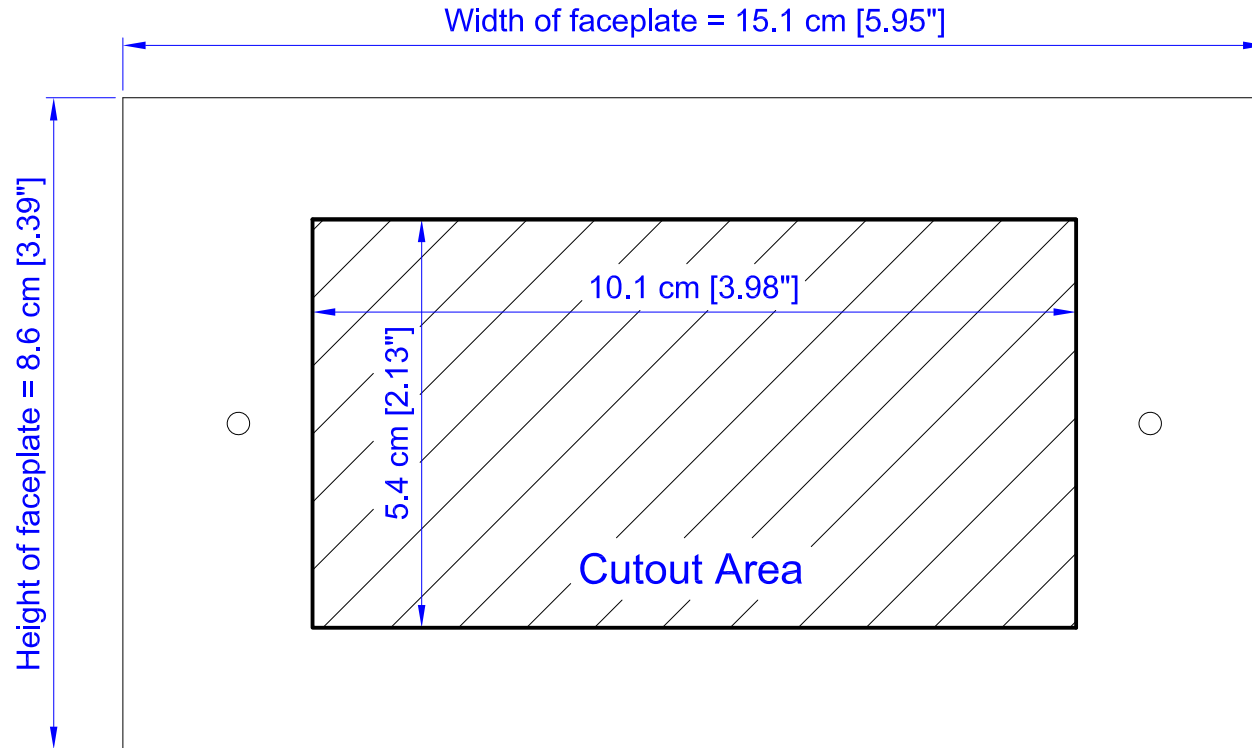 Width of faceplate = 15.1 cm [5.95"]
Height of faceplate = 8.6 cm [3.39"]
10.1 cm [3.98"]
5.4 cm [2.13"]
Cutout Area